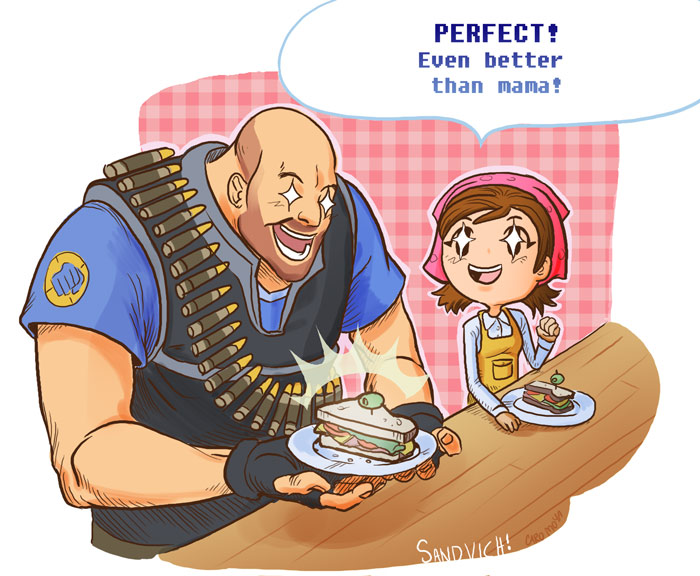 PERFECT!
Even better
than mama!
SANDVICH!